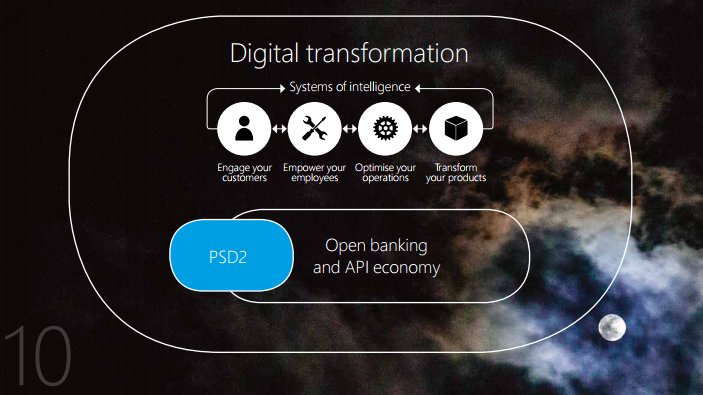 Digital transformation
Systems of intelligence
Engage your
customers
Empower your
employees
Optimise your
operations
Transform
your products
PSD2
Open banking
and API economy
10